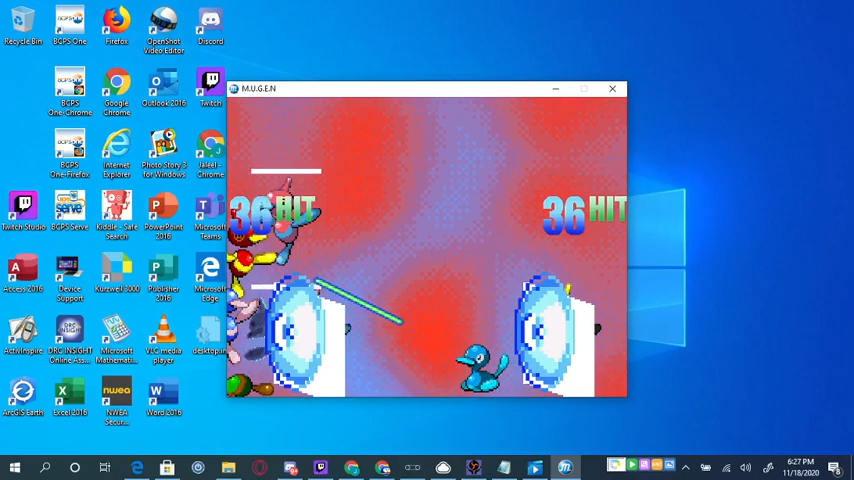 Recycle Bin
BCPS One
Firefox
OpenShot
Video Editor
Discord
BCPS
One-Chrome
Google
Chrome
Outlook 2016
Twitch
BCPS
One-Firefox
Internet
Explorer
Photo Story 3
for Windows
Jaleel -
Chrome
Twitch Studio
BCPS Serve
Kiddle - Safe
Search
PowerPoint
2016
Microsoft
Teams
Access 2016
Device
Support
Kurzweil 3000
Publisher
2016
Microsoft
Edge
ActivInspire
DRC INSIGHT
Online Ass...
Microsoft
Mathemati...
VLC media
player
desktop.in
ArcGIS Earth
Excel 2016
NWEA
Secur...
Word 2016
M.U.G.E.N
36 HIT
36 HIT
6:27 PM
11/18/2020